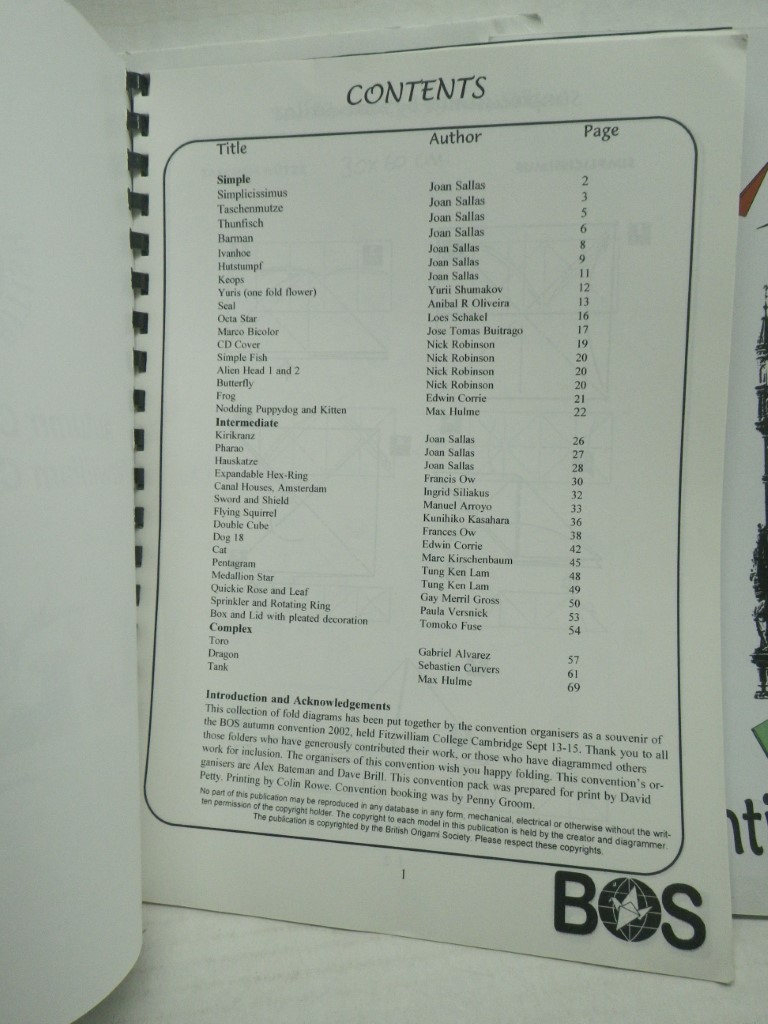 CONTENTS
Title Author Page
Simple
Simplicissimus Joan Sallas 2
Taschenmutze Joan Sallas 3
Thunfisch Joan Sallas 5
Barman Joan Sallas 6
Ivanhoe Joan Sallas 8
Hutstumpf Joan Sallas 9
Keops Joan Sallas 11
Yuris (one fold flower) Yurii Shumakov 12
Seal Anibal R Oliveira 13
Octa Star Loes Schakel 16
Marco Bicolor Jose Tomas Buitrago 17
CD Cover Nick Robinson 19
Simple Fish Nick Robinson 20
Alien Head 1 and 2 Nick Robinson 20
Butterfly Nick Robinson 20
Frog Edwin Corrie 21
Nodding Puppydog and Kitten Max Hulme 22
Intermediate
Kirikranz Joan Sallas 26
Pharao Joan Sallas 27
Hauskatze Joan Sallas 28
Expandable Hex-Ring Francis Ow 30
Canal Houses, Amsterdam Ingrid Siliakus 32
Sword and Shield Manuel Arroyo 33
Flying Squirrel Kunihiko Kasahara 36
Double Cube Frances Ow 38
Dog 18 Edwin Corrie 42
Cat Marc Kirschenbaum 45
Pentagram Tung Ken Lam 48
Medallion Star Tung Ken Lam 49
Quickie Rose and Leaf Gay Merril Gross 50
Sprinkler and Rotating Ring Paula Versnick 53
Box and Lid with pleated decoration Tomoko Fuse 54
Complex
Toro Gabriel Alvarez 57
Dragon Sebastien Curvers 61
Tank Max Hulme 69
Introduction and Acknowledgements
This collection of fold diagrams has been put together by the convention organisers as a souvenir of
the BOS autumn convention 2002, held Fitzwilliam College Cambridge Sept 13-15. Thank you to all
those folders who have generously contributed their work, or those who have diagrammed others
work for inclusion. The organisers of this convention wish you happy folding. This convention's or-
ganisers are Alex Bateman and Dave Brill. This convention pack was prepared for print by David
Petty. Printing by Colin Rowe. Convention booking was by Penny Groom.
No part of this publication may be reproduced in any database in any form, mechanical, electrical or otherwise without the writ-
ten permission of the copyright holder. The copyright to each model in this publication is held by the creator and diagrammer.
The publication is copyrighted by the British Origami Society. Please respect these copyrights.
1
BOS